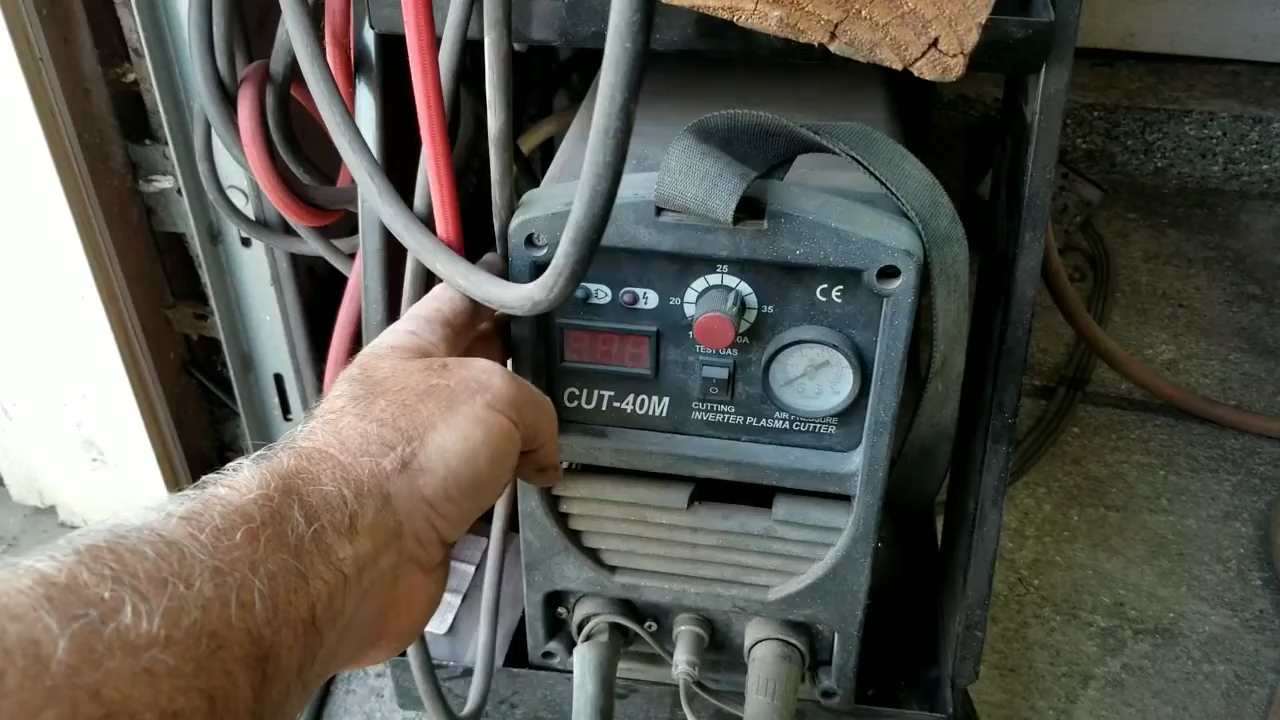 25
20
35
CE
TEST GAS
CUT-40M
CUTTING
AIR PRESSURE
INVERTER PLASMA CUTTER